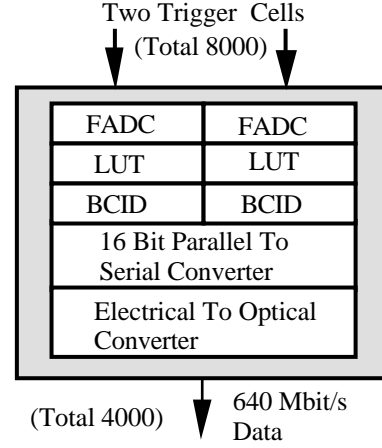 Two Trigger Cells
(Total 8000)
FADC FADC
LUT LUT
BCID BCID
16 Bit Parallel To
Serial Converter
Electrical To Optical
Converter
(Total 4000) 640 Mbit/s
Data